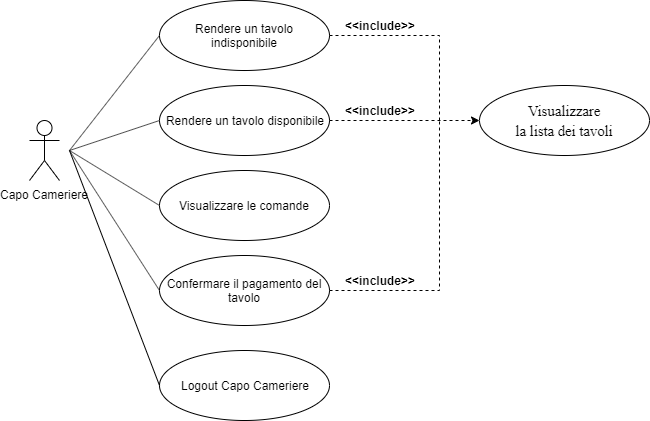 Rendere un tavolo
indisponibile
<<include>>
Rendere un tavolo disponibile
<<include>>
Visualizzare
la lista dei tavoli
Capo Cameriere
Visualizzare le comande
Confermare il pagamento del
tavolo
<<include>>
Logout Capo Cameriere